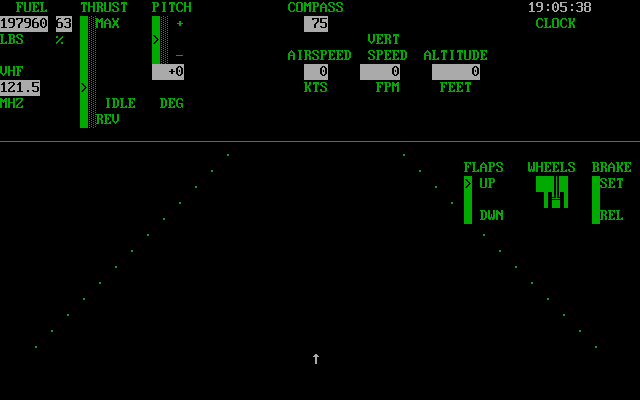 FUEL THRUST PITCH COMPASS 19:05:38
197960 63 MAX + 75 CLOCK
LBS % > VERT
- AIRSPEED SPEED ALTITUDE
VHF +0 0 0 0
121.5 > KTS FPM FEET
MHZ IDLE DEG
REV
FLAPS WHEELS BRAKE
> UP SET
DWN REL
↑